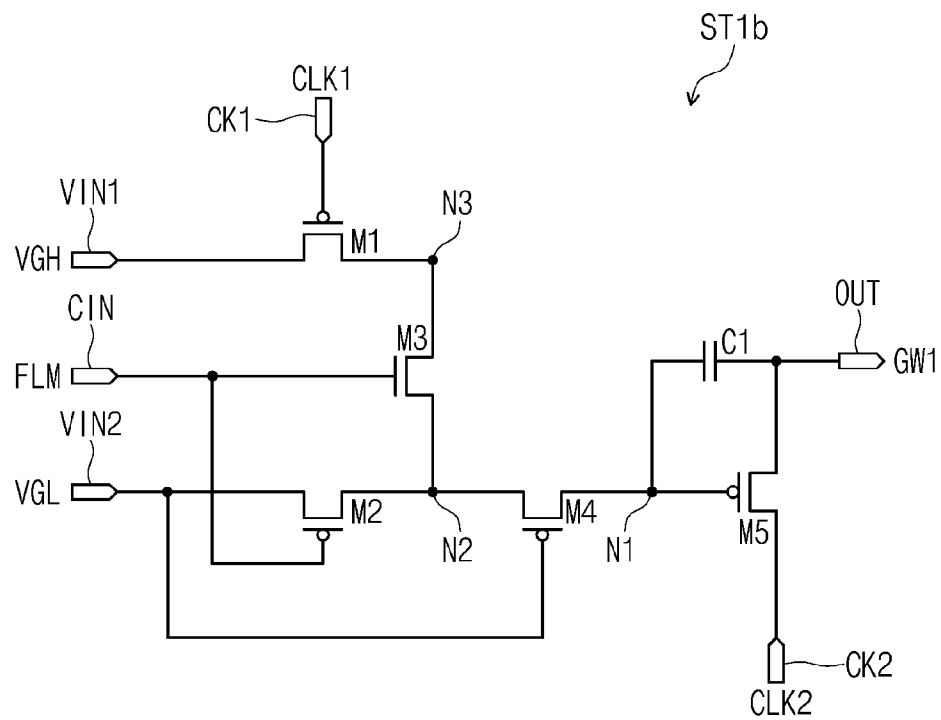 ST1b
CLK1
CK1
VIN1
N3
VGH
M1
CIN
OUT
M3
C1
FLM
GW1
VIN2
VGL
M2
M4
N2
N1
M5
CK2
CLK2